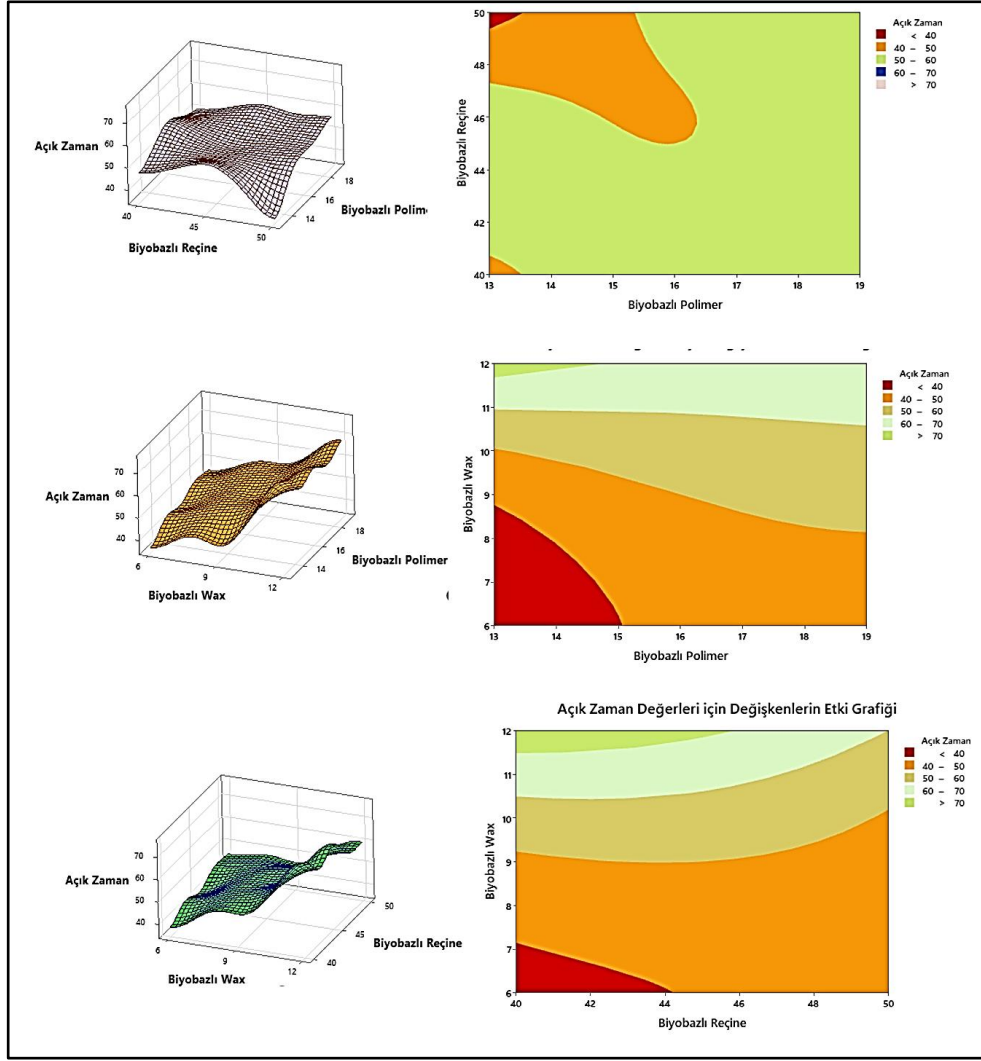 Açık Zaman
70
60
50
40
40
45
50
14
16
18
Biyobazlı Reçine
Biyobazlı Polim
Biyobazlı Reçine
50
48
46
44
42
40
13 14 15 16 17 18 19
Biyobazlı Polimer
Açık Zaman
< 40
40 – 50
50 – 60
60 – 70
> 70
Açık Zaman
70
60
50
40
6
9
12
14
16
18
Biyobazlı Wax
Biyobazlı Polimer
Biyobazlı Wax
12
11
10
9
8
7
6
13 14 15 16 17 18 19
Biyobazlı Polimer
Açık Zaman
< 40
40 – 50
50 – 60
60 – 70
> 70
Açık Zaman
70
60
50
40
6
9
12
40
45
50
Biyobazlı Wax
Biyobazlı Reçine
Açık Zaman Değerleri için Değişkenlerin Etki Grafiği
Biyobazlı Wax
12
11
10
9
8
7
6
40 42 44 46 48 50
Biyobazlı Reçine
Açık Zaman
< 40
40 – 50
50 – 60
60 – 70
> 70